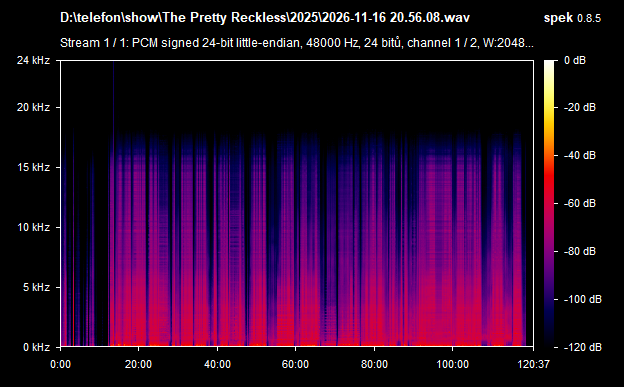 D:\telefon\show\The Pretty Reckless\2025\2026-11-16 20.56.08.wav
spek 0.8.5
Stream 1 / 1: PCM signed 24-bit little-endian, 48000 Hz, 24 bitů, channel 1 / 2, W:2048...
24 kHz
20 kHz
15 kHz
10 kHz
5 kHz
0 kHz
0:00
20:00
40:00
60:00
80:00
100:00
120:37
0 dB
-20 dB
-40 dB
-60 dB
-80 dB
-100 dB
-120 dB